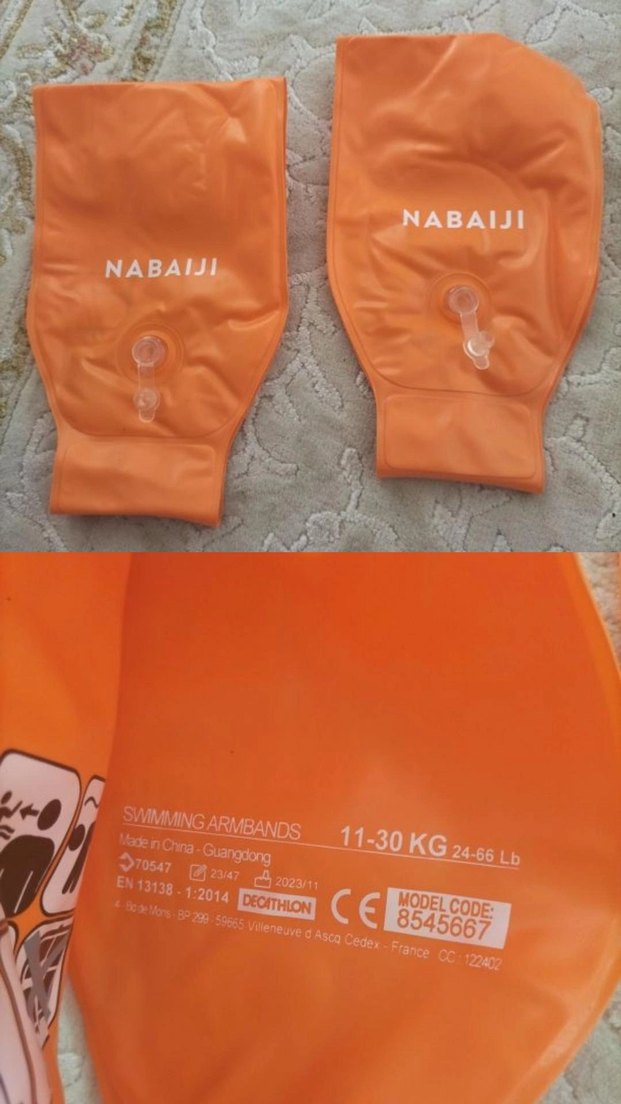 NABAIJI
NABAIJI
SWIMMING ARMBANDS 11-30 KG 24-66 Lb
Made in China - Guangdong
70547 23/47 2023/11
EN 13138 - 1:2014 DECATHLON CE MODEL CODE: 8545667
4 Bd de Mons - BP 299 - 59665 Villeneuve d Ascq Cedex - France CC : 122402